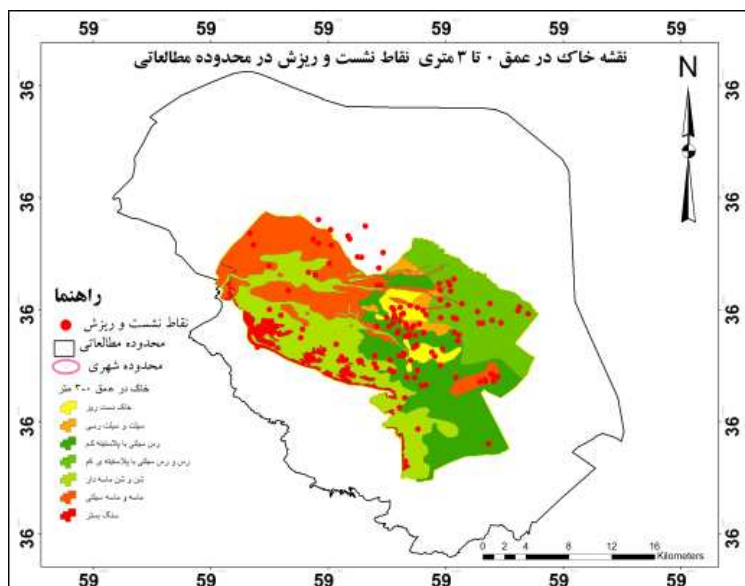 59 59 59 59 59 59
نقشه خاک در عمق ۰ تا ۳ متری نقاط نشست و ریزش در محدوده مطالعاتی
N
36 36
36 36
36 36
36 36
36 36
راهنما
نقاط نشست و ریزش
محدوده مطالعاتی
محدوده شهری
خاک در عمق ۰-۳ متر
خاک دست ریز
سیلت و سیلت رسی
رس سیلتی با پلاستیته کم
رس و رس سیلتی با پلاستیته ی کم
شن و شن ماسه دار
ماسه و ماسه سیلتی
سنگ بستر
0 2 4 8 12 16
Kilometers
59 59 59 59 59 59